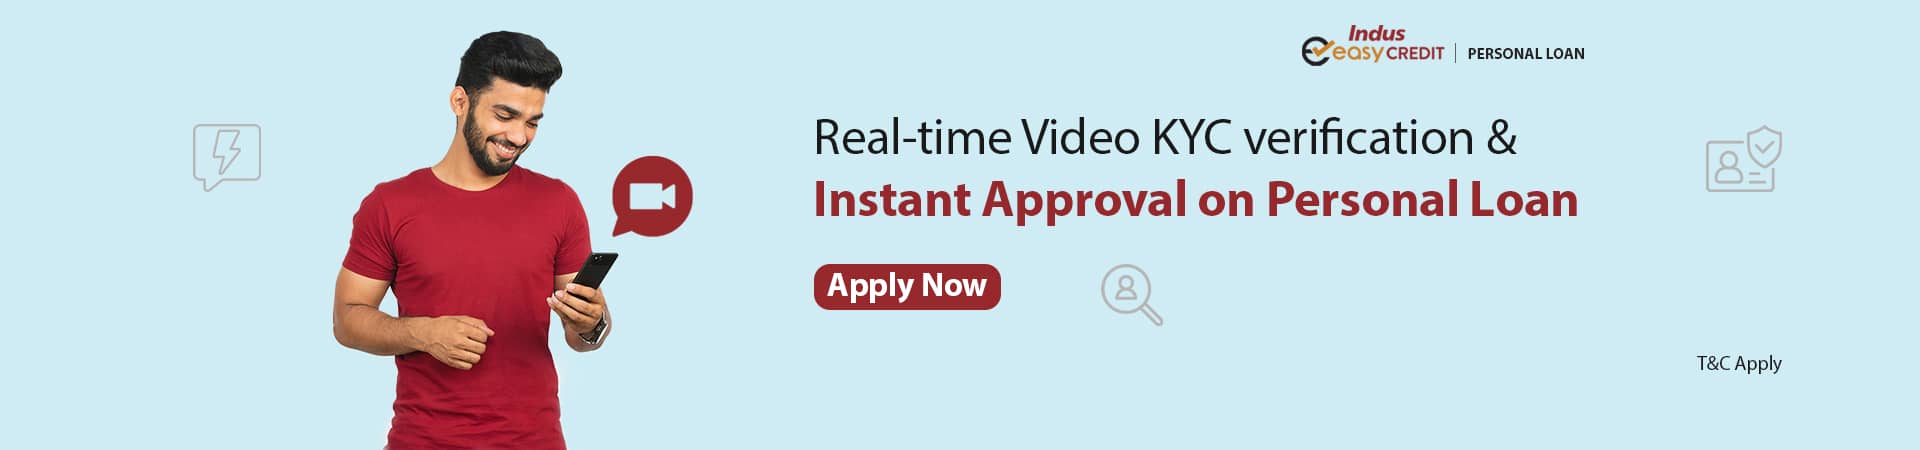 Indus
easy CREDIT | PERSONAL LOAN
Real-time Video KYC verification &
Instant Approval on Personal Loan
Apply Now
T&C Apply